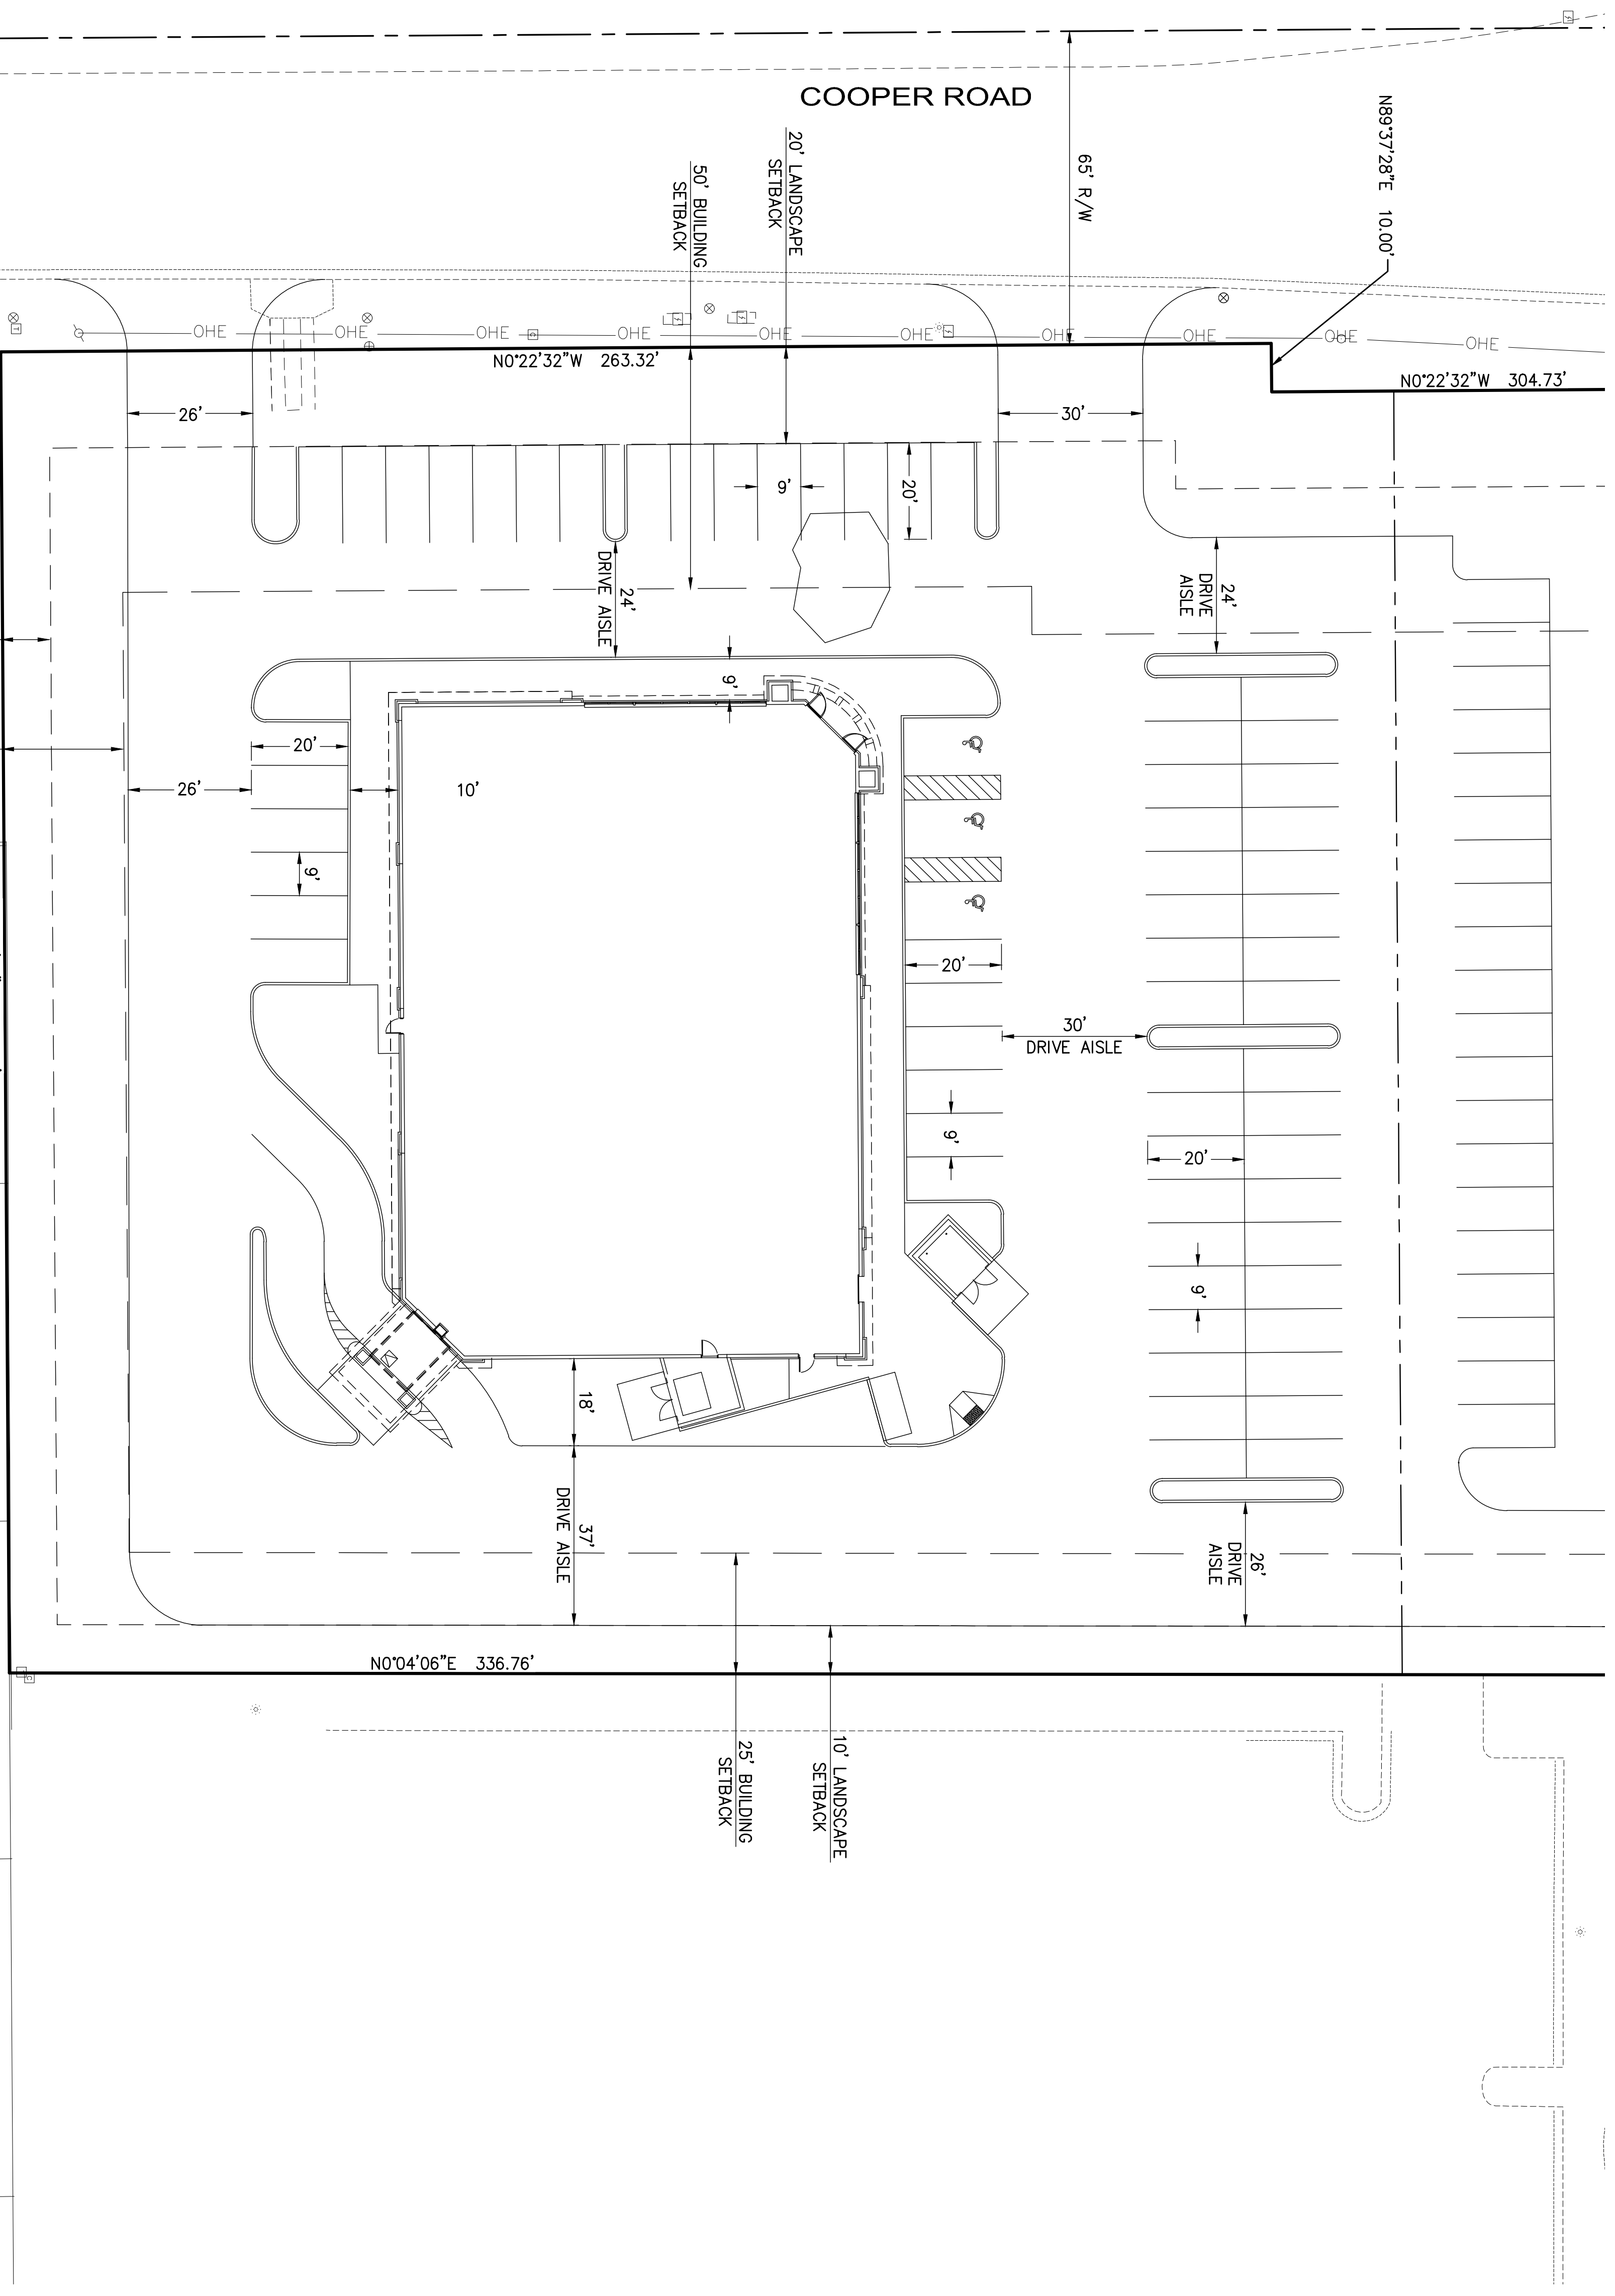 COOPER ROAD
N89°37'28"E 10.00'
65' R/W
20' LANDSCAPE
SETBACK
50' BUILDING
SETBACK
OHE
OHE
OHE
OHE
OHE
OHE
OHE
OHE
OHE
OHE
N0°22'32"W 263.32'
N0°22'32"W 304.73'
26'
30'
9'
20'
24'
DRIVE AISLE
24'
DRIVE
AISLE
9'
20'
26'
10'
9'
20'
30'
DRIVE AISLE
9'
20'
9'
18'
37'
DRIVE AISLE
26'
DRIVE
AISLE
N0°04'06"E 336.76'
25' BUILDING
SETBACK
10' LANDSCAPE
SETBACK